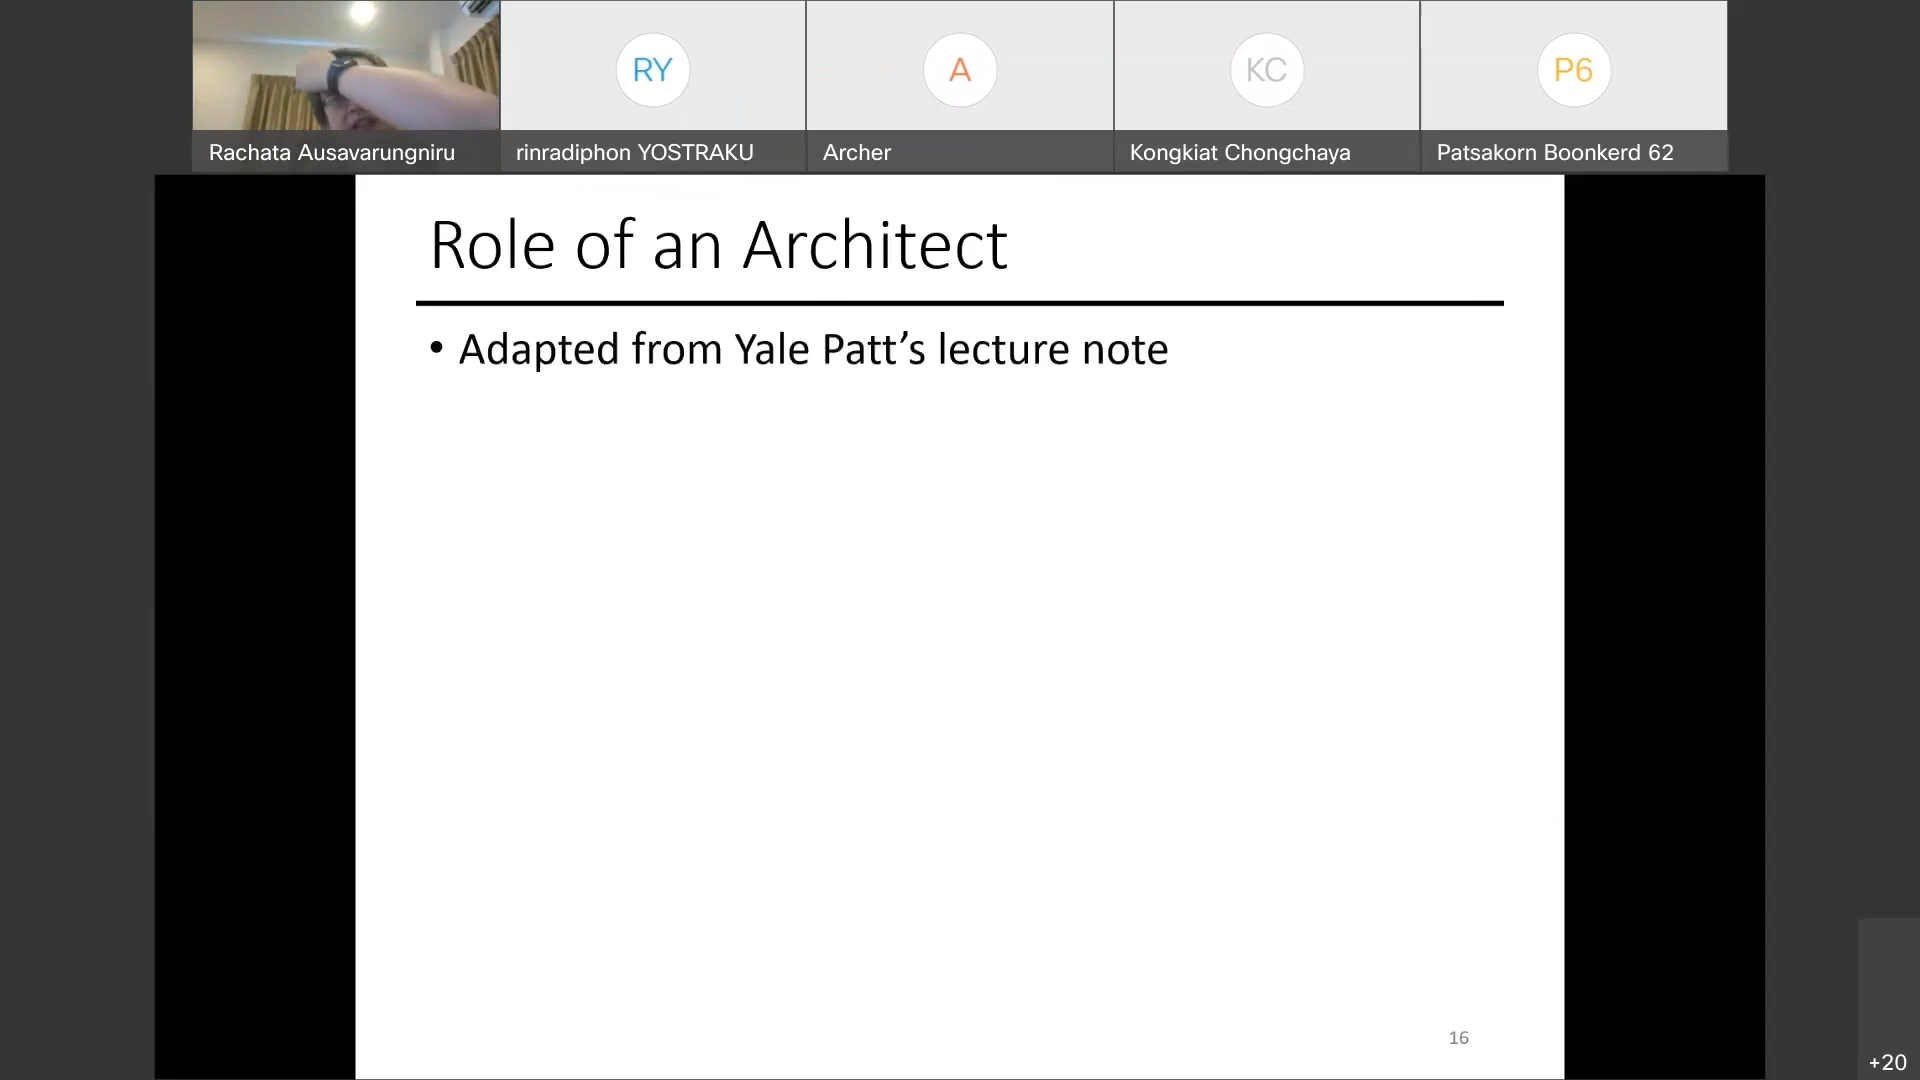 RY
A
KC
P6
Rachata Ausavarungniru
rinradiphon YOSTRAKU
Archer
Kongkiat Chongchaya
Patsakorn Boonkerd 62
Role of an Architect
• Adapted from Yale Patt’s lecture note
16
+20